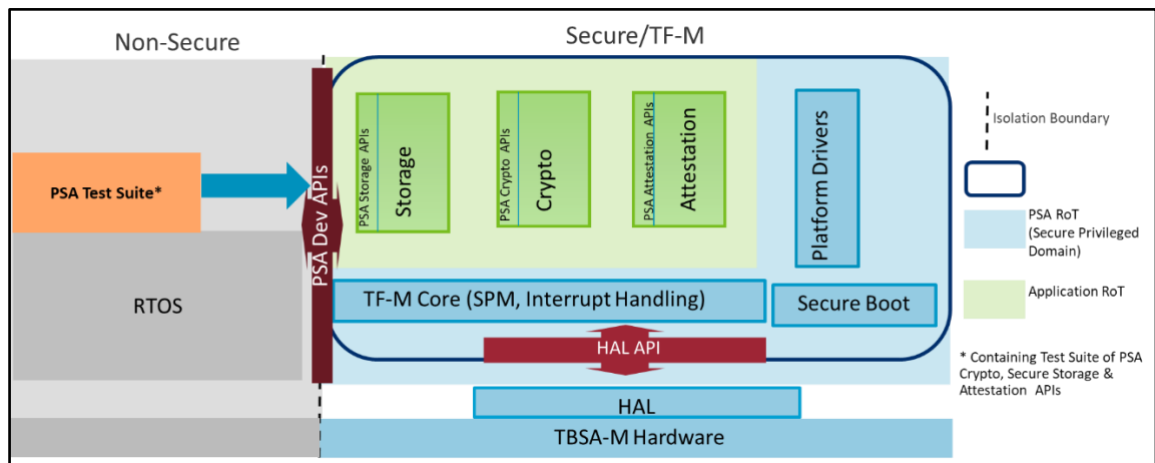 Non-Secure
Secure/TF-M
PSA Test Suite*
RTOS
PSA Dev APIs
PSA Storage APIs
Storage
PSA Crypto APIs
Crypto
PSA Attestation APIs
Attestation
Platform Drivers
TF-M Core (SPM, Interrupt Handling)
Secure Boot
HAL API
HAL
TBSA-M Hardware
Isolation Boundary
PSA RoT
(Secure Privileged
Domain)
Application RoT
* Containing Test Suite of PSA
Crypto, Secure Storage &
Attestation APIs